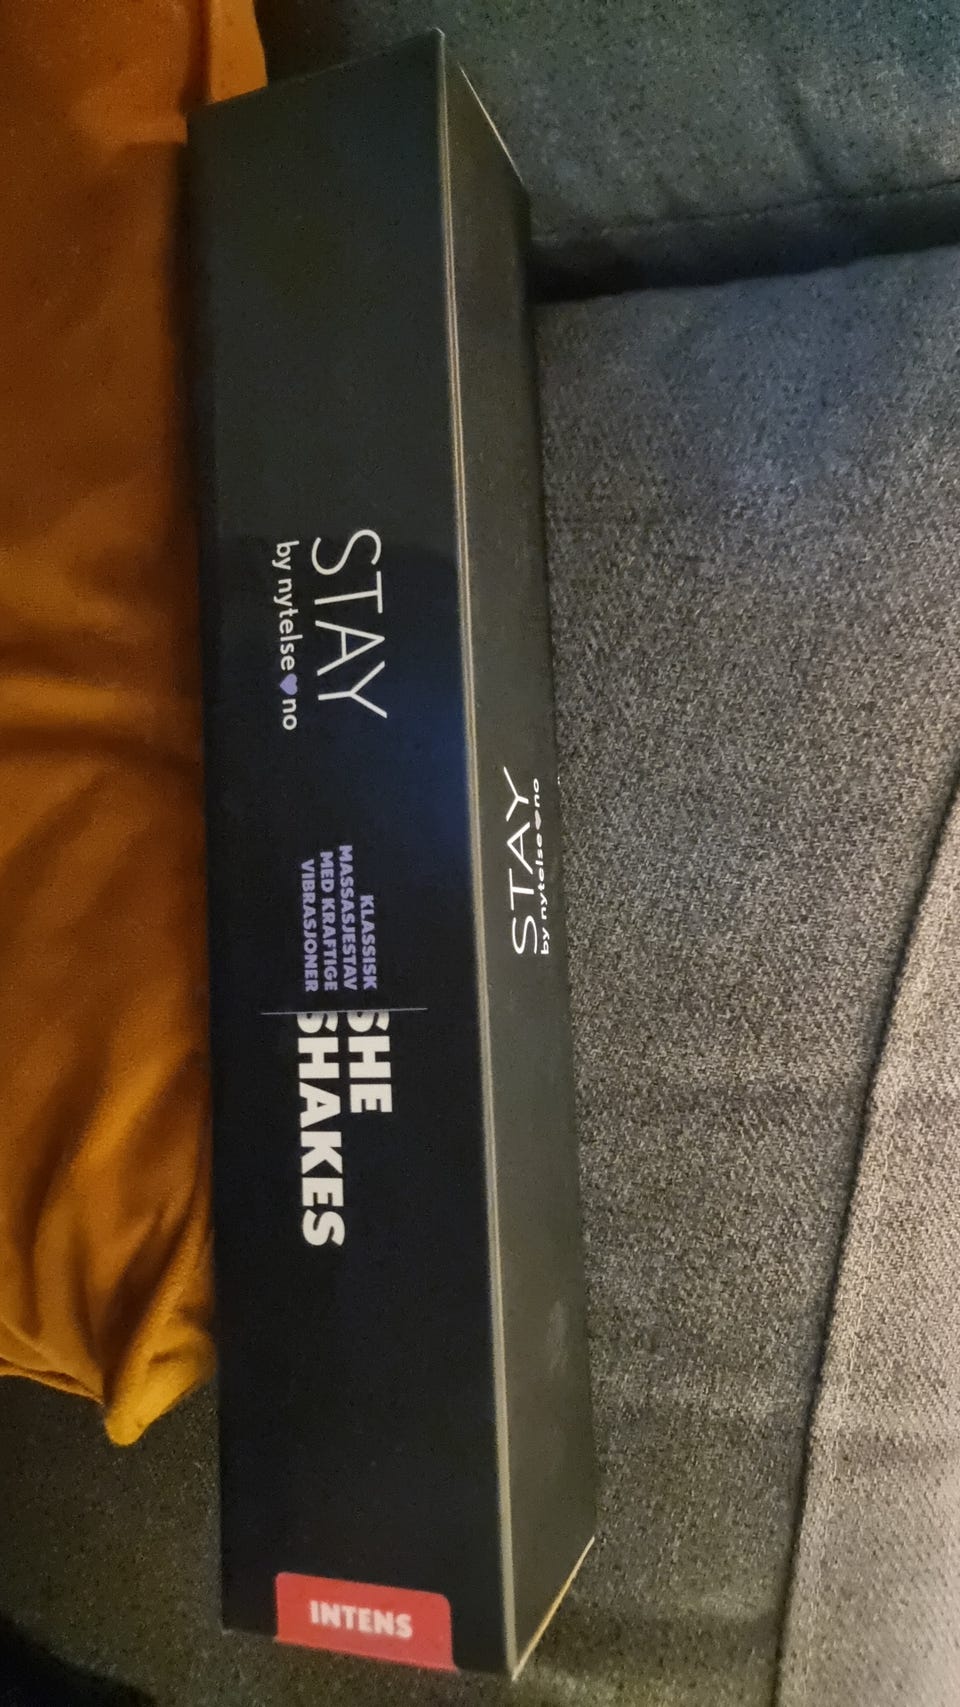 STAY
by nytelse no
KLASSISK
MASSASJESTAV
MED KRAFTIGE
VIBRASJONER
SHE
SHAKES
INTENS
STAY
by nytelse no